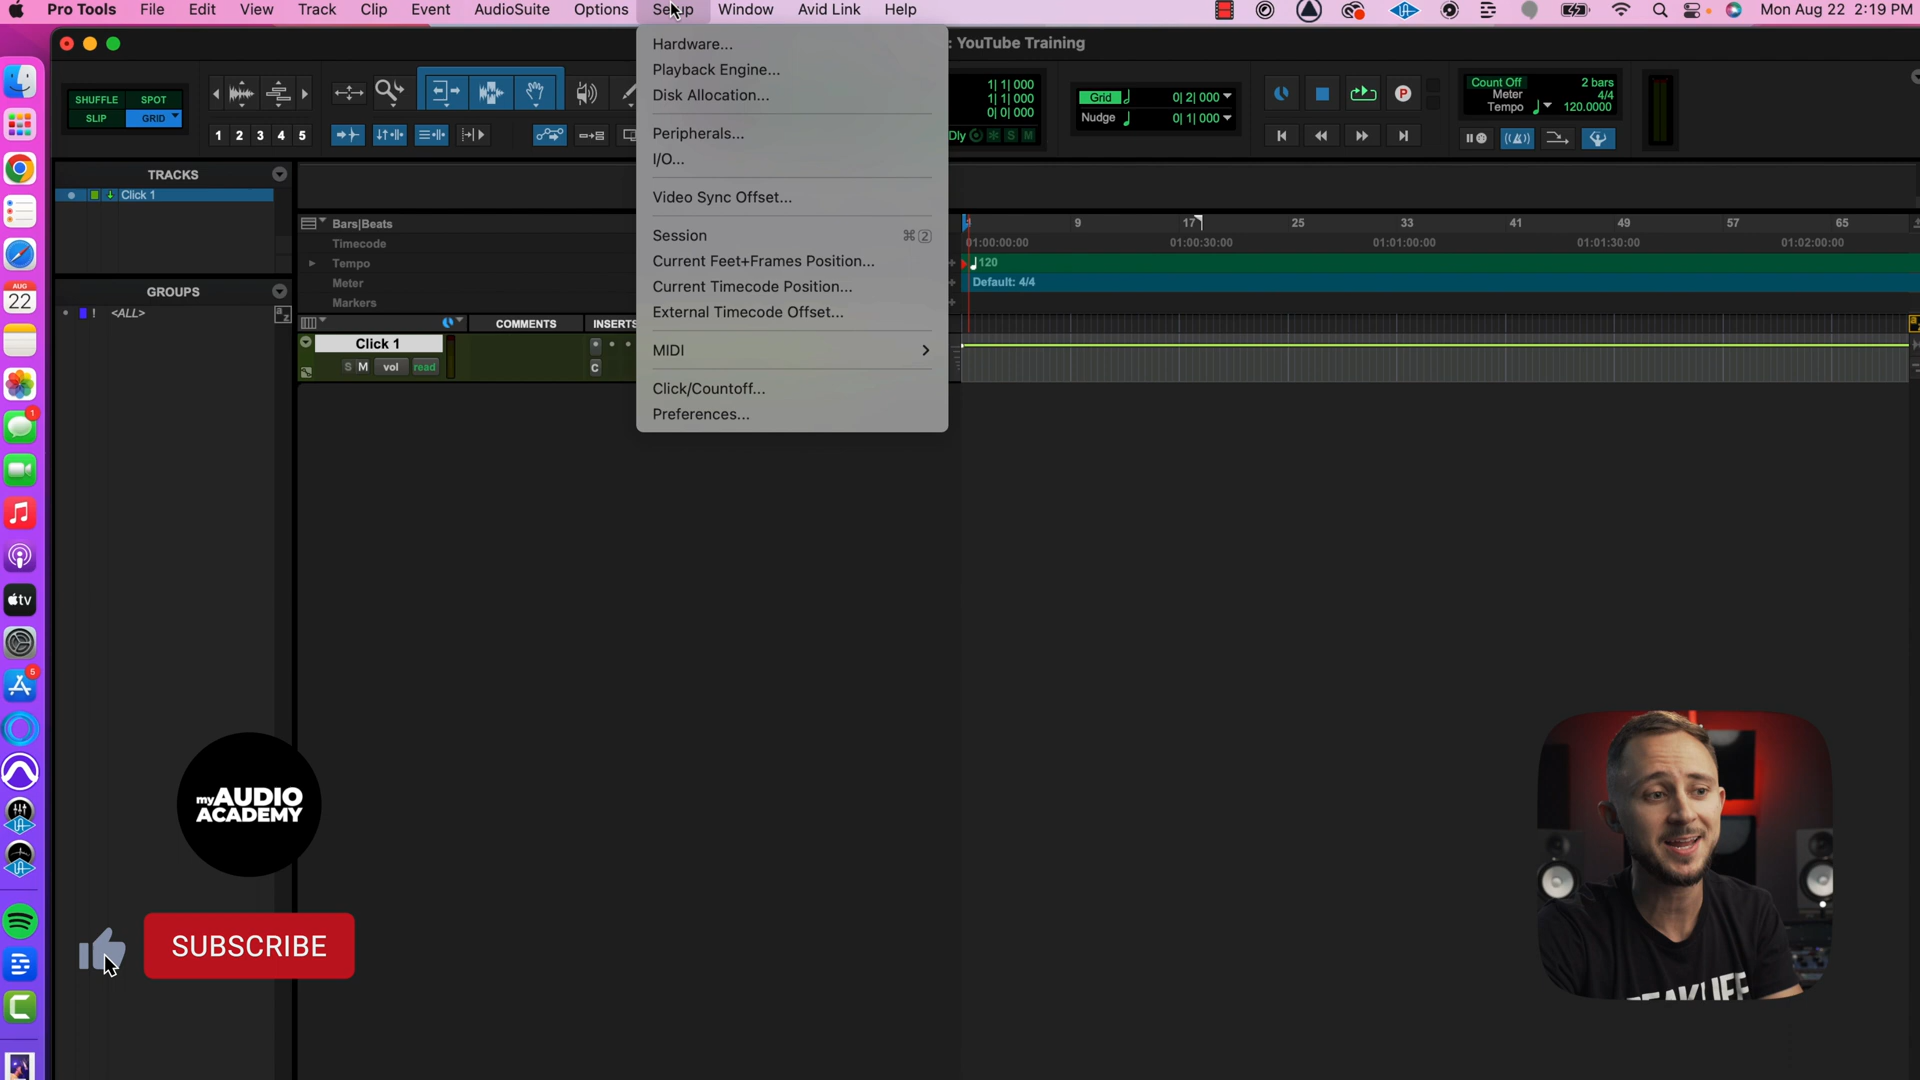 Pro Tools File Edit View Track Clip Event AudioSuite Options Setup Window Avid Link Help Mon Aug 22 2:19 PM
: YouTube Training
SHUFFLE SPOT
SLIP GRID
1 2 3 4 5
1| 1| 000
1| 1| 000
0| 0| 000
Dly S M
Grid 0| 2| 000
Nudge 0| 1| 000
P
Count Off 2 bars
Meter 4/4
Tempo 120.0000
Hardware...
Playback Engine...
Disk Allocation...
Peripherals...
I/O...
Video Sync Offset...
Session ⌘2
Current Feet+Frames Position...
Current Timecode Position...
External Timecode Offset...
MIDI
Click/Countoff...
Preferences...
TRACKS
Click 1
GROUPS
! <ALL>
a z
Bars|Beats
Timecode
Tempo
Meter
Markers
COMMENTS INSERTS
Click 1
S M vol read
C
1 9 17 25 33 41 49 57 65
01:00:00:00 01:00:30:00 01:01:00:00 01:01:30:00 01:02:00:00
120
Default: 4/4
AUG
22
1
tv
5
my AUDIO
ACADEMY
SUBSCRIBE